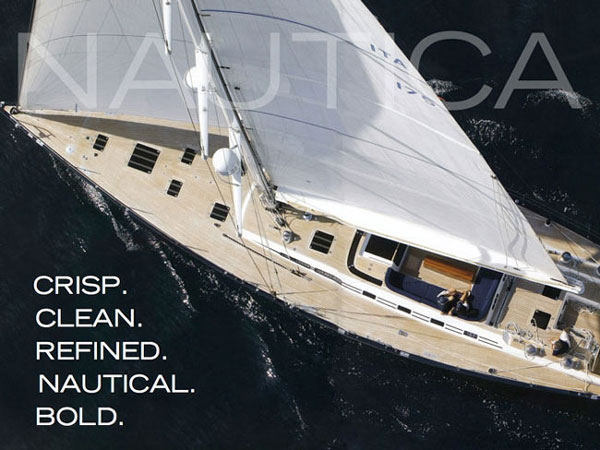 NAUTICA
ITA
175
CRISP.
CLEAN.
REFINED.
NAUTICAL.
BOLD.